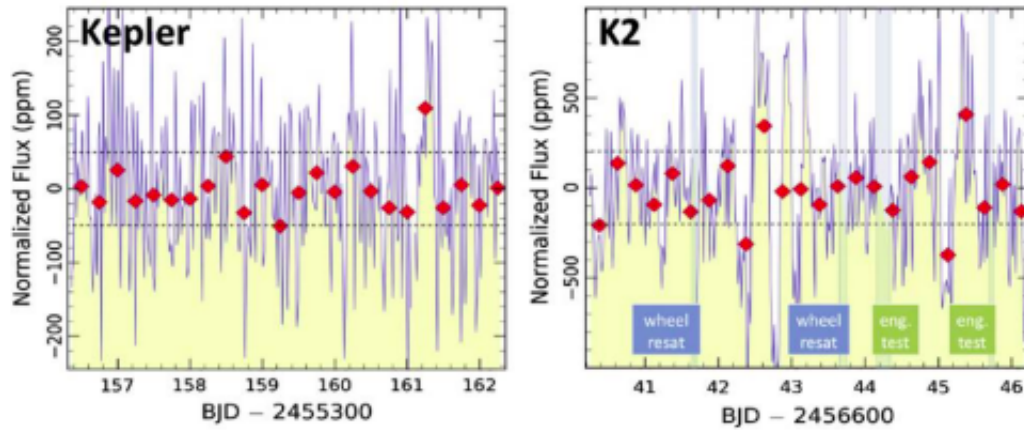 Kepler
Normalized Flux (ppm)
200
100
0
−100
−200
157 158 159 160 161 162
BJD − 2455300
K2
Normalized Flux (ppm)
500
0
−500
wheel
resat
wheel
resat
eng.
test
eng.
test
41 42 43 44 45 46
BJD − 2456600